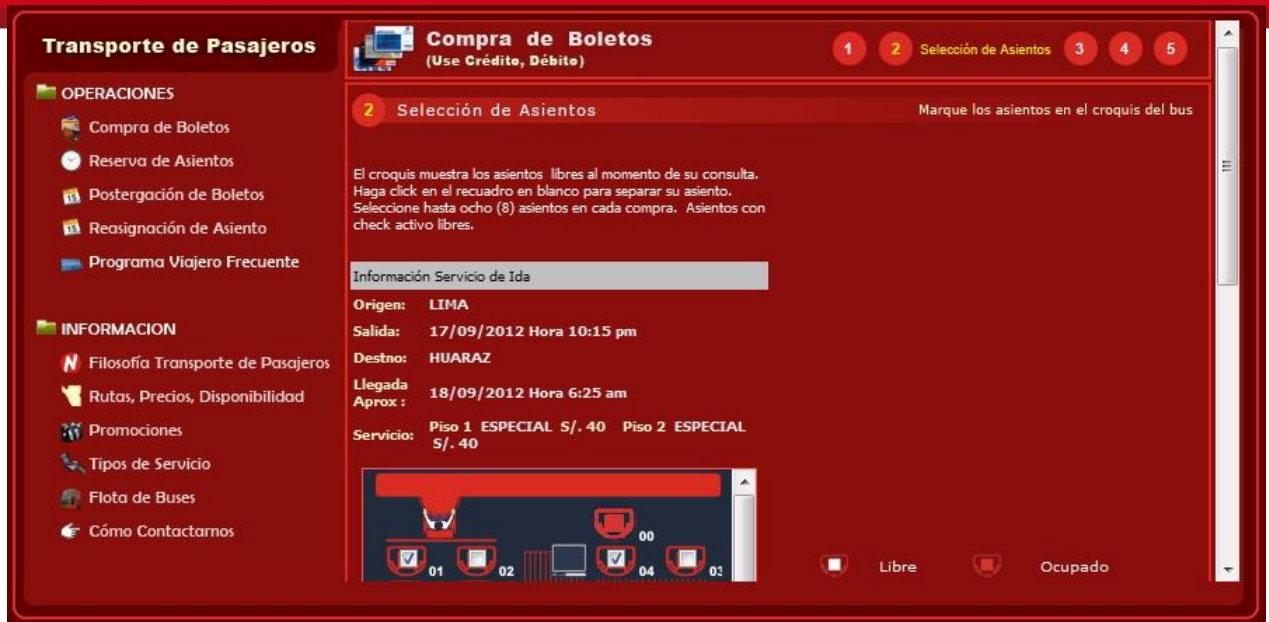 Transporte de Pasajeros
OPERACIONES
Compra de Boletos
Reserva de Asientos
Postergación de Boletos
Reasignación de Asiento
Programa Viajero Frecuente
INFORMACION
Filosofía Transporte de Pasajeros
Rutas, Precios, Disponibilidad
Promociones
Tipos de Servicio
Flota de Buses
Cómo Contactarnos
Compra de Boletos
(Use Crédito, Débito)
1 2 Selección de Asientos 3 4 5
2 Selección de Asientos Marque los asientos en el croquis del bus
El croquis muestra los asientos libres al momento de su consulta.
Haga click en el recuadro en blanco para separar su asiento.
Seleccione hasta ocho (8) asientos en cada compra. Asientos con
check activo libres.
Información Servicio de Ida
Origen: LIMA
Salida: 17/09/2012 Hora 10:15 pm
Destno: HUARAZ
Llegada
Aprox : 18/09/2012 Hora 6:25 am
Servicio: Piso 1 ESPECIAL S/. 40 Piso 2 ESPECIAL
S/. 40
00
01 02 04 03
Libre Ocupado